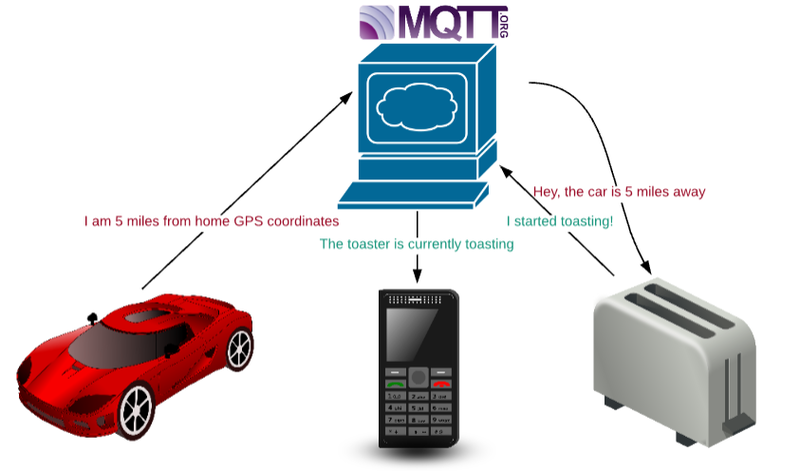 MQTT.ORG
Hey, the car is 5 miles away
I am 5 miles from home GPS coordinates
I started toasting!
The toaster is currently toasting